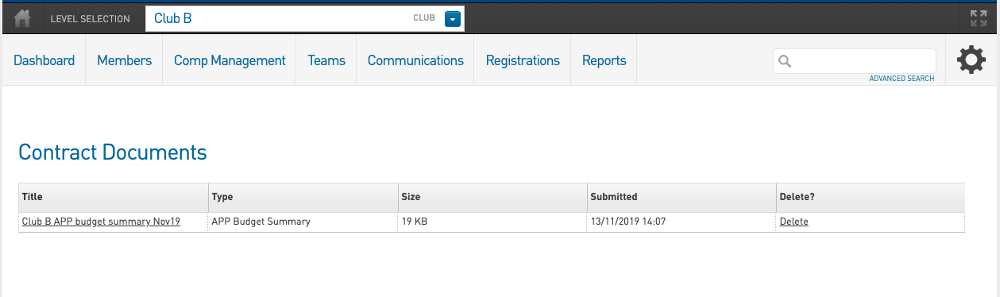 LEVEL SELECTION Club B CLUB
Dashboard Members Comp Management Teams Communications Registrations Reports
ADVANCED SEARCH
Contract Documents
Title Type Size Submitted Delete?
Club B APP budget summary Nov19 APP Budget Summary 19 KB 13/11/2019 14:07 Delete